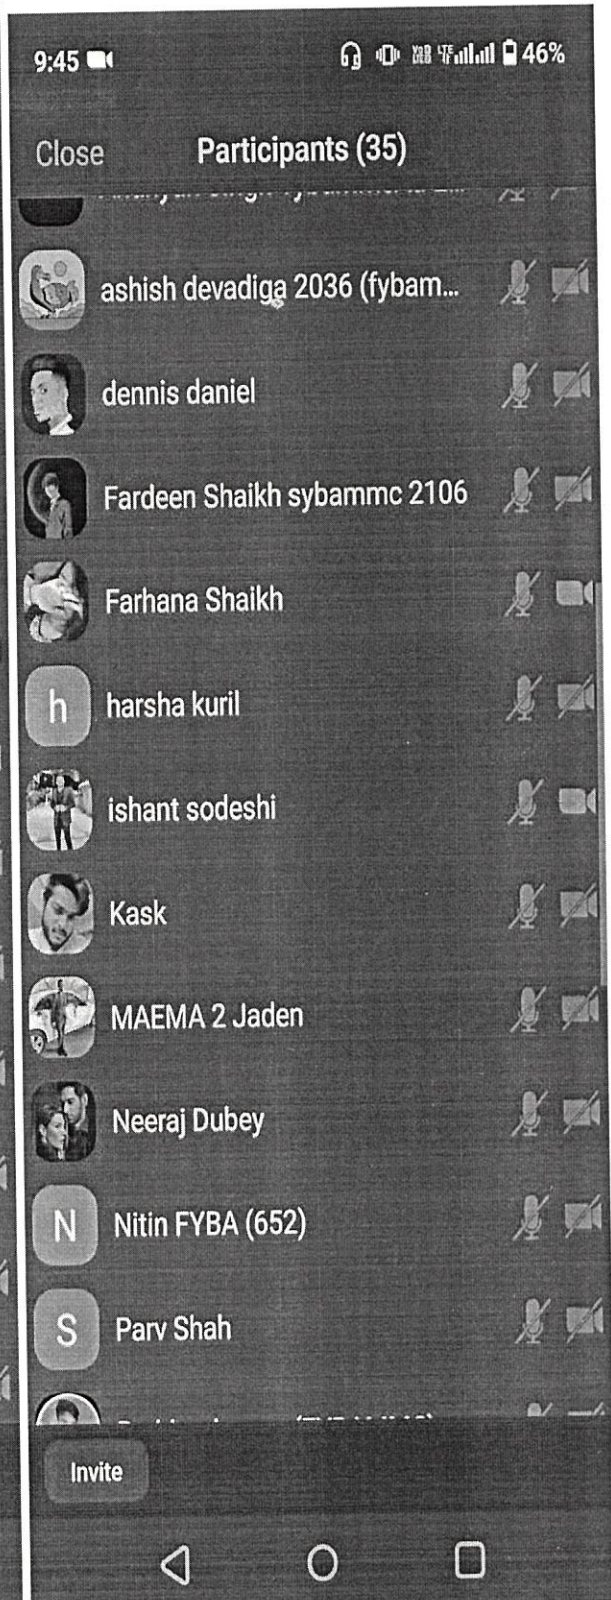 9:45
46%
Close
Participants (35)
ashish devadiga 2036 (fybam...
dennis daniel
Fardeen Shaikh sybammc 2106
Farhana Shaikh
h
harsha kuril
ishant sodeshi
Kask
MAEMA 2 Jaden
Neeraj Dubey
N
Nitin FYBA (652)
S
Parv Shah
Invite